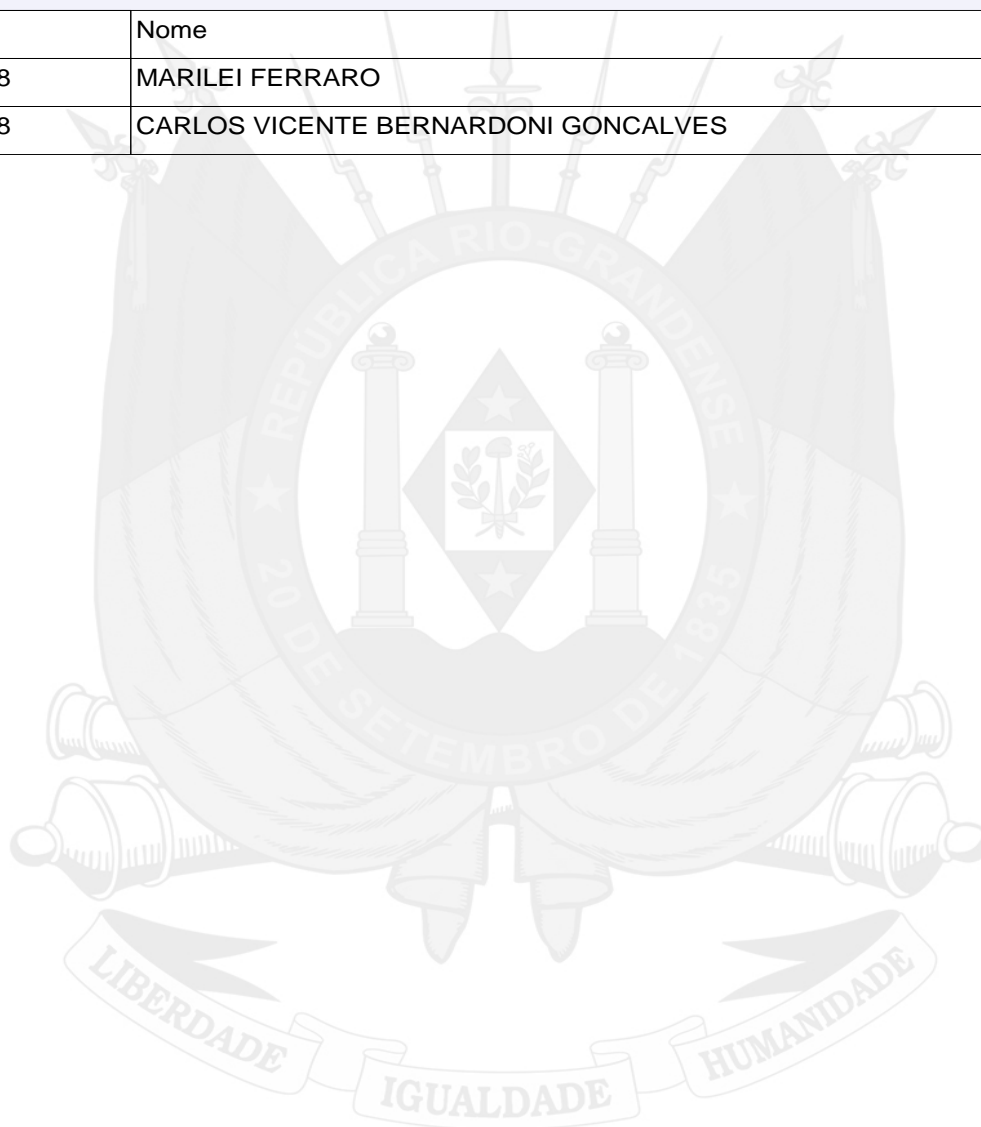 Nome
8 MARILEI FERRARO
8 CARLOS VICENTE BERNARDONI GONCALVES
REPÚBLICA RIO-GRANDENSE
★ 20 DE SETEMBRO DE 1835 ★
LIBERDADE IGUALDADE HUMANIDADE